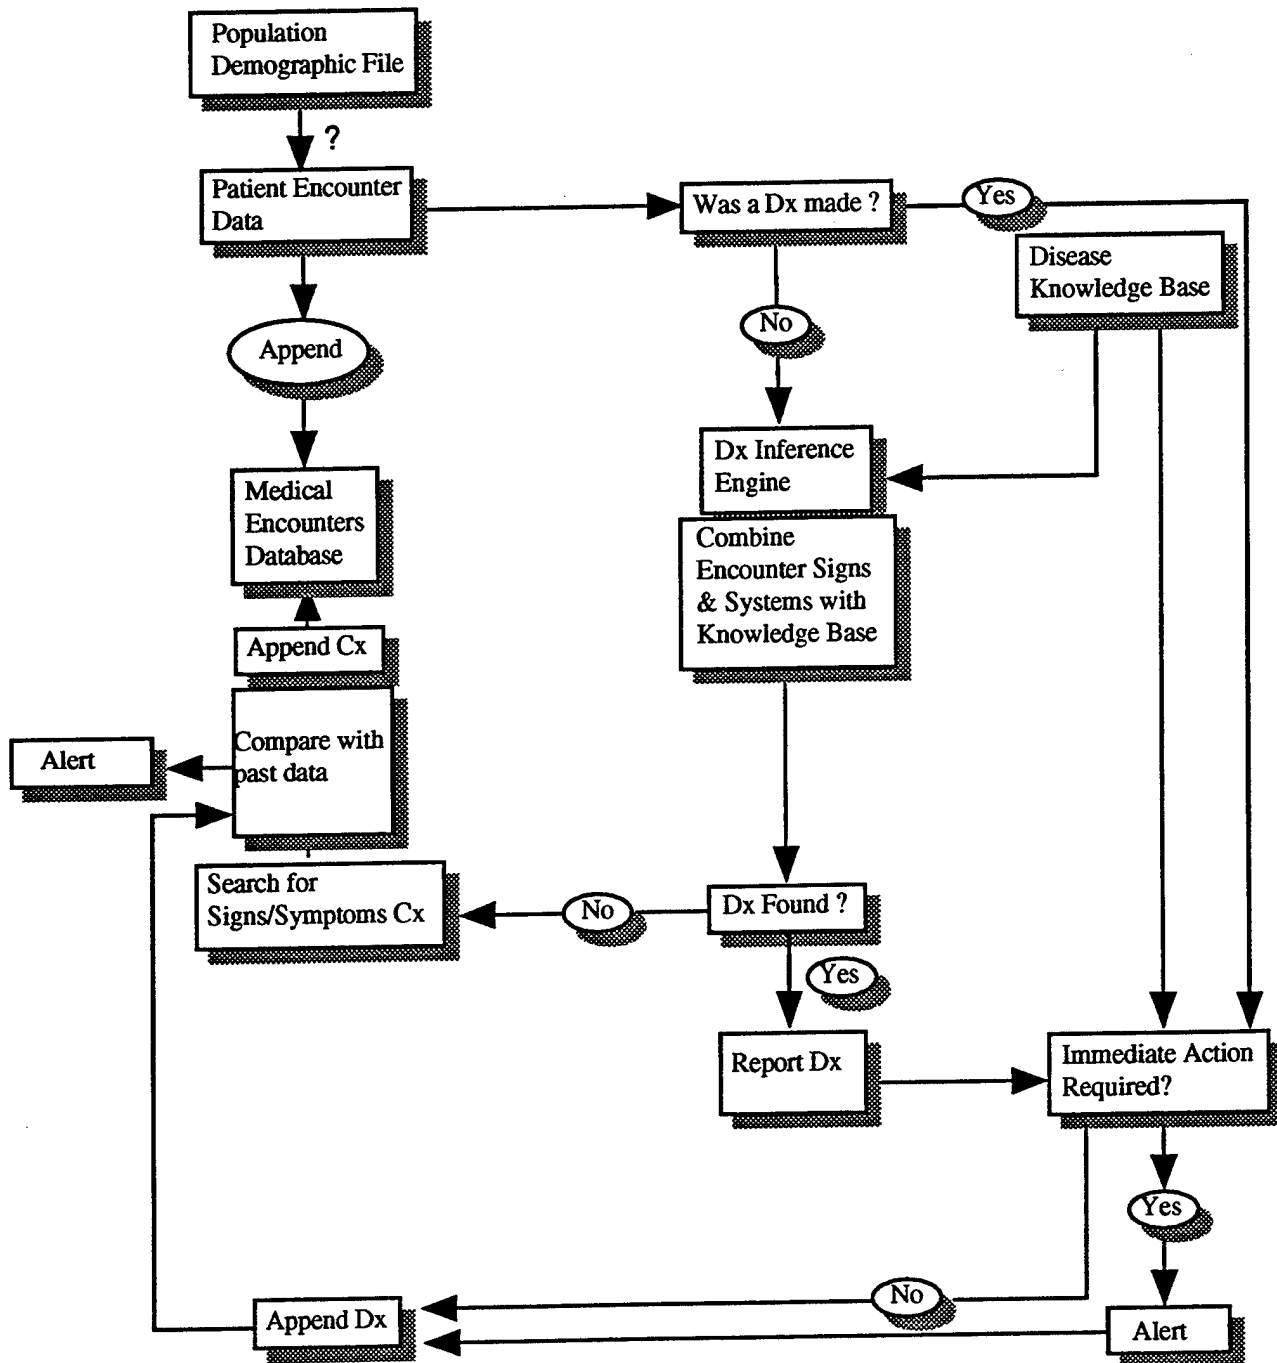 Population
Demographic File
?
Patient Encounter
Data
Was a Dx made ?
Yes
Disease
Knowledge Base
No
Append
Dx Inference
Engine
Medical
Encounters
Database
Combine
Encounter Signs
& Systems with
Knowledge Base
Append Cx
Compare with
past data
Alert
Search for
Signs/Symptoms Cx
No
Dx Found ?
Yes
Report Dx
Immediate Action
Required?
Yes
No
Append Dx
Alert